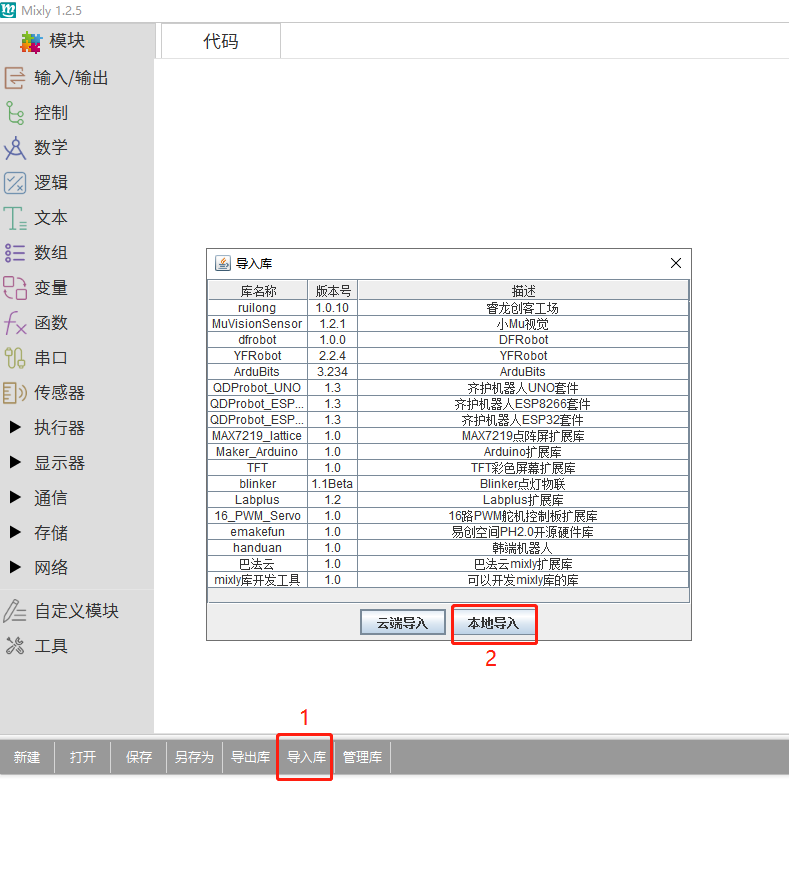 Mixly 1.2.5
模块
代码
输入/输出
控制
数学
逻辑
文本
数组
变量
函数
串口
传感器
执行器
显示器
通信
存储
网络
自定义模块
工具
导入库
库名称 版本号 描述
ruilong 1.0.10 睿龙创客工场
MuVisionSensor 1.2.1 小Mu视觉
dfrobot 1.0.0 DFRobot
YFRobot 2.2.4 YFRobot
ArduBits 3.234 ArduBits
QDProbot_UNO 1.3 齐护机器人UNO套件
QDProbot_ESP... 1.3 齐护机器人ESP8266套件
QDProbot_ESP... 1.3 齐护机器人ESP32套件
MAX7219_lattice 1.0 MAX7219点阵屏扩展库
Maker_Arduino 1.0 Arduino扩展库
TFT 1.0 TFT彩色屏幕扩展库
blinker 1.1Beta Blinker点灯物联
Labplus 1.2 Labplus扩展库
16_PWM_Servo 1.0 16路PWM舵机控制板扩展库
emakefun 1.0 易创空间PH2.0开源硬件库
handuan 1.0 韩端机器人
巴法云 1.0 巴法云mixly扩展库
mixly库开发工具 1.0 可以开发mixly库的库
云端导入 本地导入
2
1
新建 打开 保存 另存为 导出库 导入库 管理库